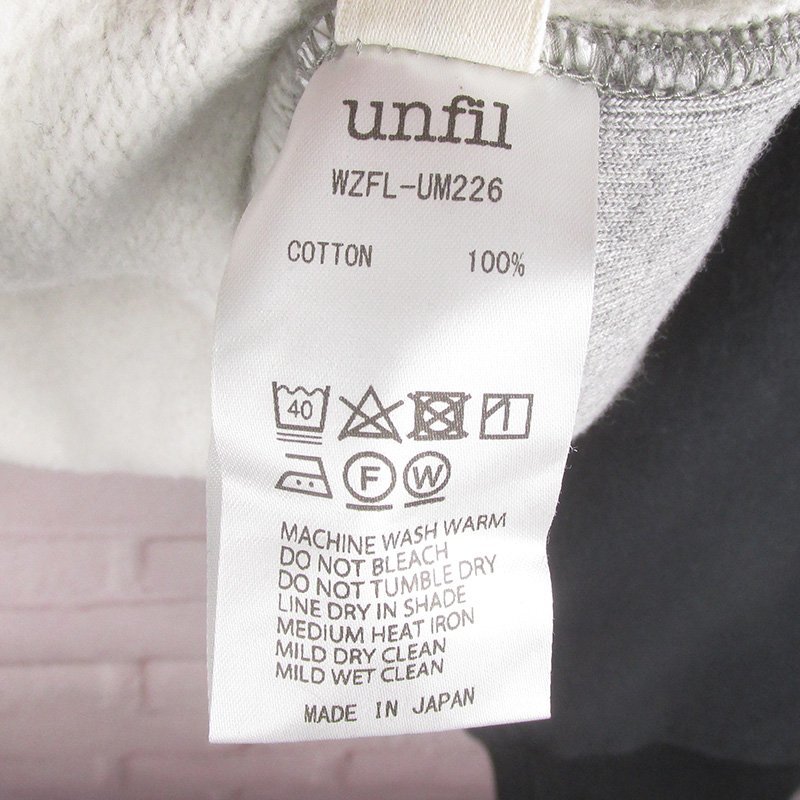 unfil
WZFL-UM226
COTTON 100%
40
F W
MACHINE WASH WARM
DO NOT BLEACH
DO NOT TUMBLE DRY
LINE DRY IN SHADE
MEDIUM HEAT IRON
MILD DRY CLEAN
MILD WET CLEAN
MADE IN JAPAN